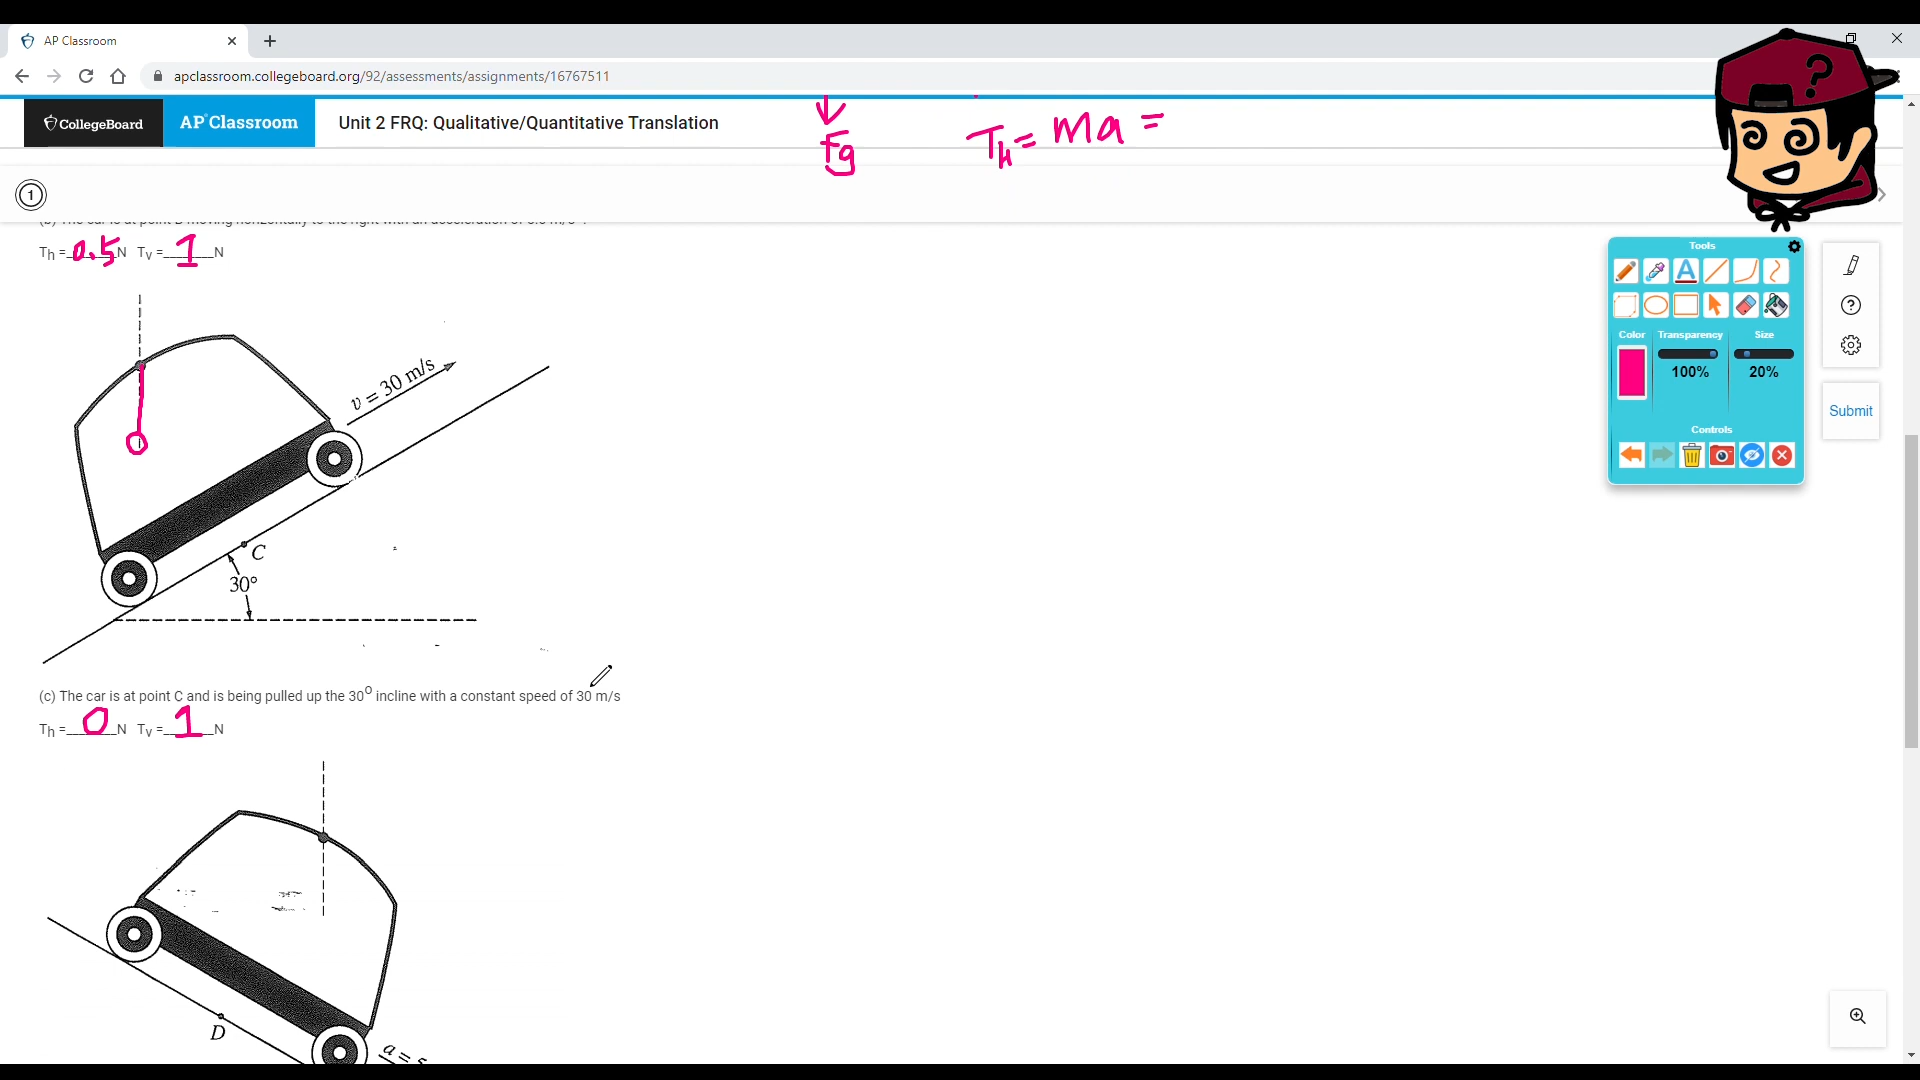 AP Classroom
apclassroom.collegeboard.org/92/assessments/assignments/16767511
CollegeBoard
AP Classroom
Unit 2 FRQ: Qualitative/Quantitative Translation
Fg
Th = ma =
?
1
Th = 0.5 N Tv = 1 N
v = 30 m/s
C
30°
(c) The car is at point C and is being pulled up the 30° incline with a constant speed of 30 m/s
Th = 0 N Tv = 1 N
D
a =
Tools
Color Transparency Size
100% 20%
Controls
Submit